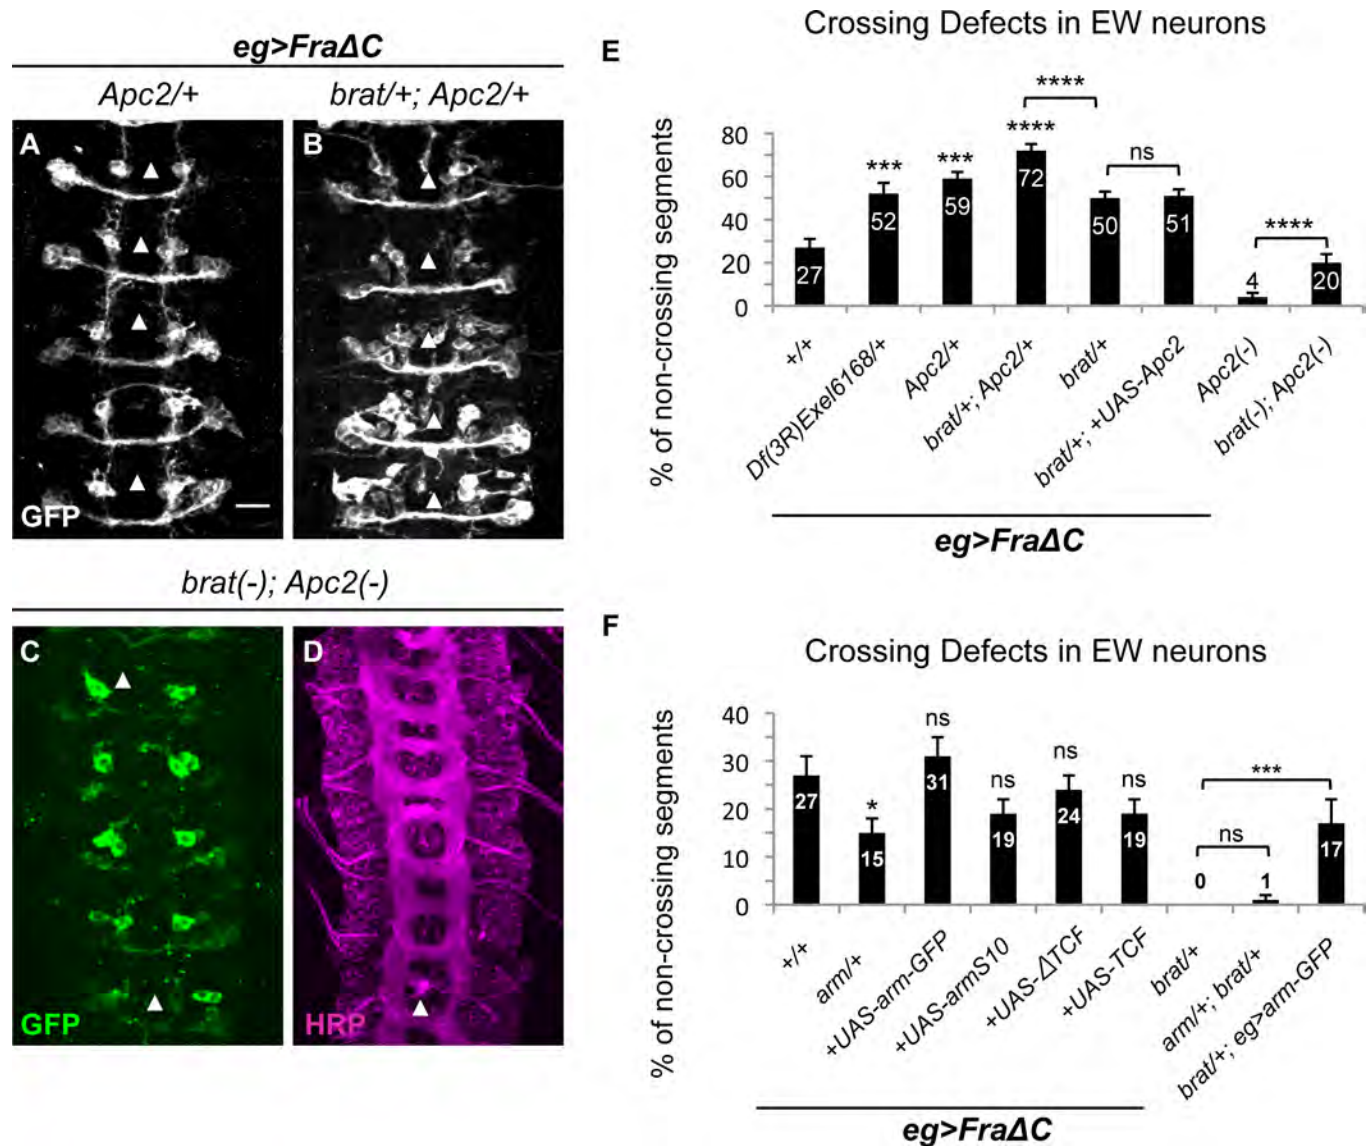 eg>FraΔC
Apc2/+
brat/+; Apc2/+
A
B
GFP
brat(-); Apc2(-)
C
D
GFP
HRP
E
Crossing Defects in EW neurons
% of non-crossing segments
80
60
40
20
0
27
***
52
***
59
****
72
****
50
ns
51
4
****
20
+/+
Df(3R)Exel6168/+
Apc2/+
brat/+; Apc2/+
brat/+
brat/+; +UAS-Apc2
Apc2(-)
brat(-); Apc2(-)
eg>FraΔC
F
Crossing Defects in EW neurons
% of non-crossing segments
40
30
20
10
0
27
*
15
ns
31
ns
19
ns
24
ns
19
0
ns
1
***
17
+/+
arm/+
+UAS-arm-GFP
+UAS-armS10
+UAS-ΔTCF
+UAS-TCF
brat/+
arm/+; brat/+
brat/+; eg>arm-GFP
eg>FraΔC